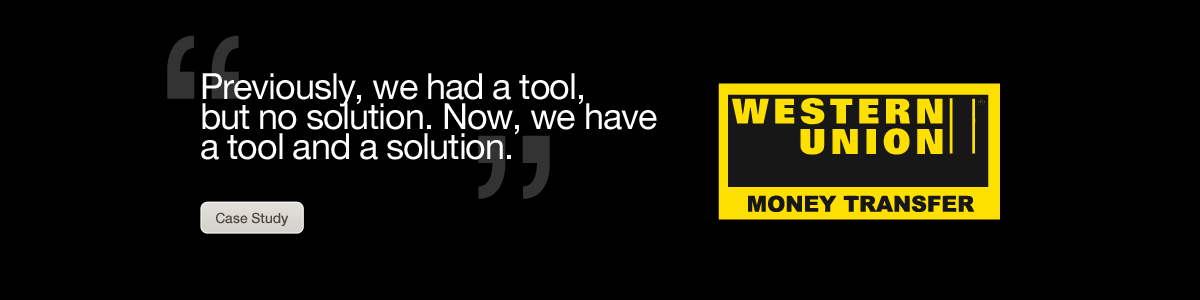 “Previously, we had a tool,
but no solution. Now, we have
a tool and a solution.”
Case Study
WESTERN
UNION
MONEY TRANSFER